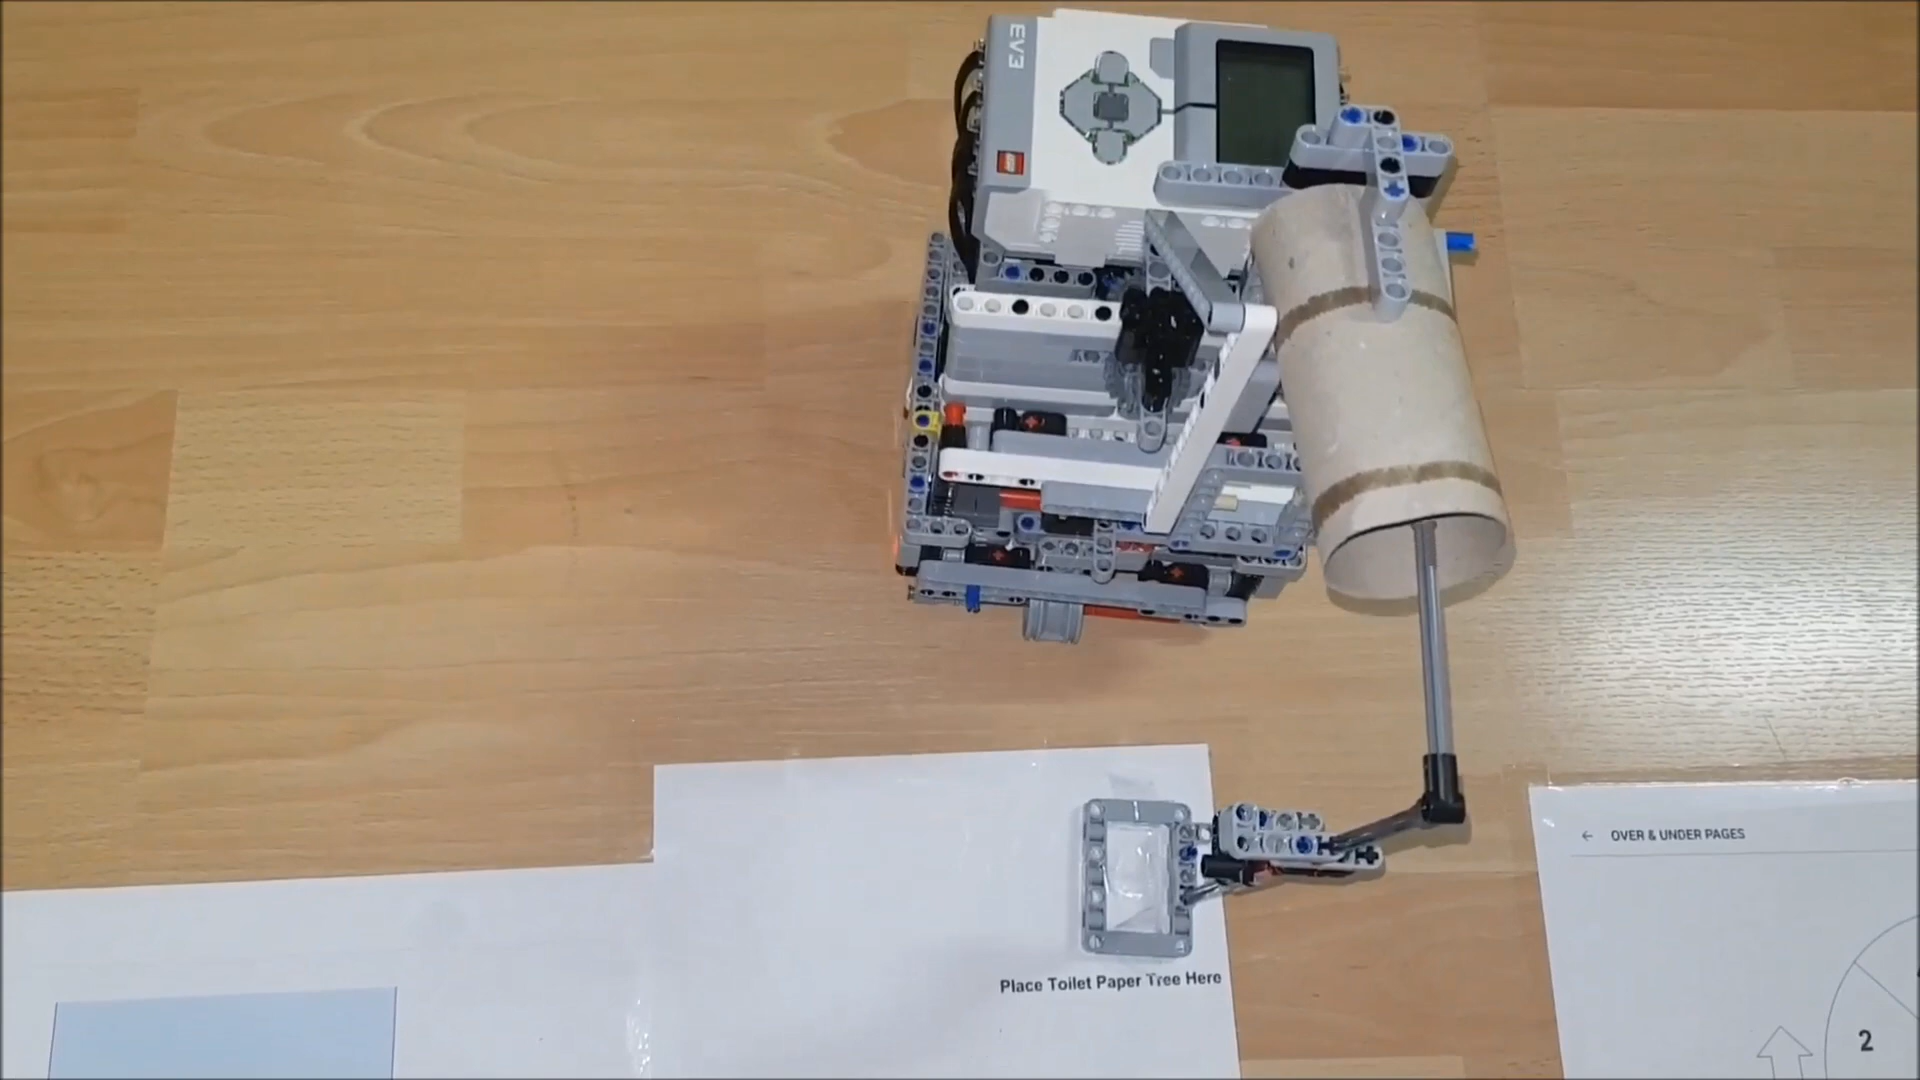 EV3
LEGO
← OVER & UNDER PAGES
Place Toilet Paper Tree Here
2